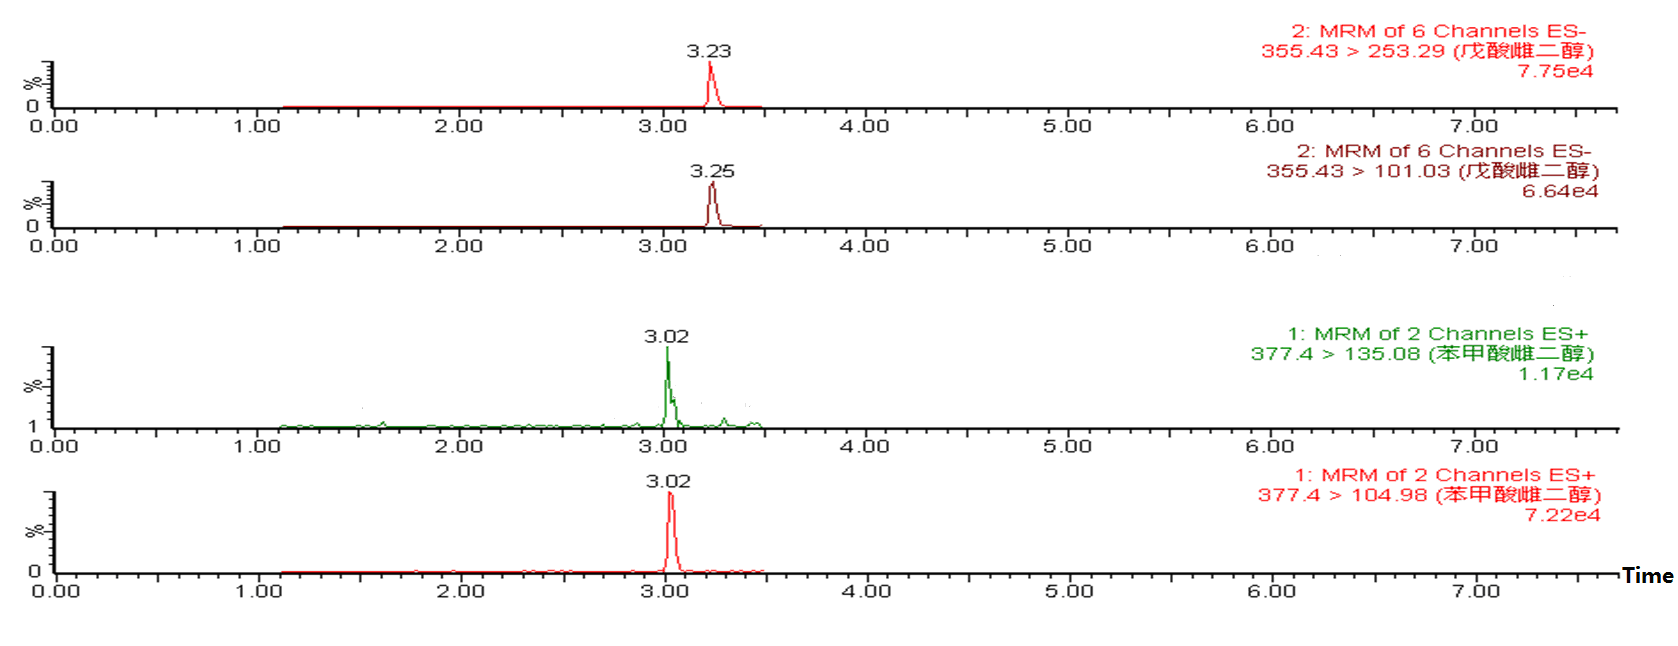 2: MRM of 6 Channels ES-
355.43 > 253.29 (戊酸雌二醇)
7.75e4
3.23
%
0
0.00 1.00 2.00 3.00 4.00 5.00 6.00 7.00
2: MRM of 6 Channels ES-
355.43 > 101.03 (戊酸雌二醇)
6.64e4
3.25
%
0
0.00 1.00 2.00 3.00 4.00 5.00 6.00 7.00
1: MRM of 2 Channels ES+
377.4 > 135.08 (苯甲酸雌二醇)
1.17e4
3.02
%
1
0.00 1.00 2.00 3.00 4.00 5.00 6.00 7.00
1: MRM of 2 Channels ES+
377.4 > 104.98 (苯甲酸雌二醇)
7.22e4
3.02
%
0
Time
0.00 1.00 2.00 3.00 4.00 5.00 6.00 7.00